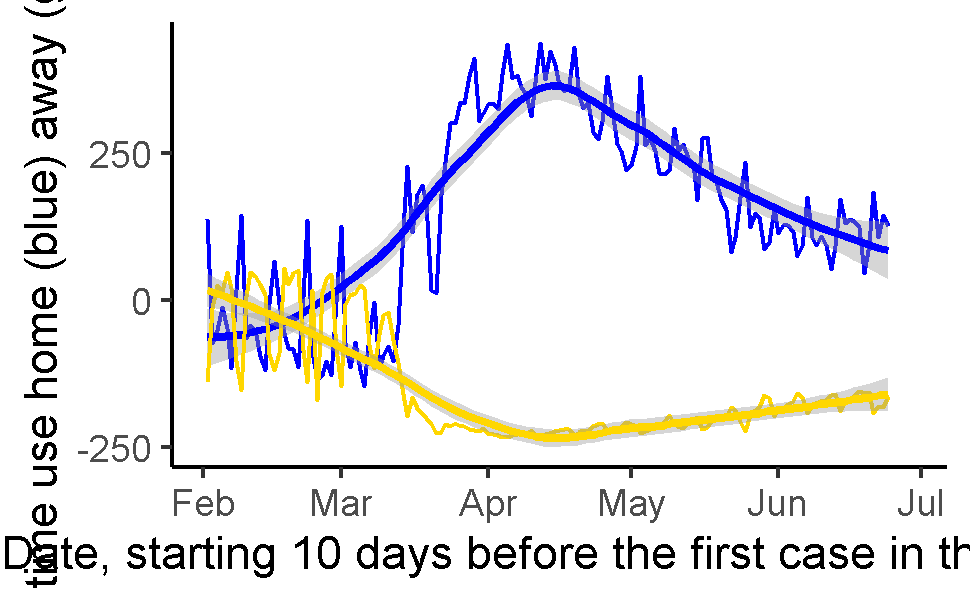 time use home (blue) away (g
250
0
-250
Feb Mar Apr May Jun Jul
Date, starting 10 days before the first case in th